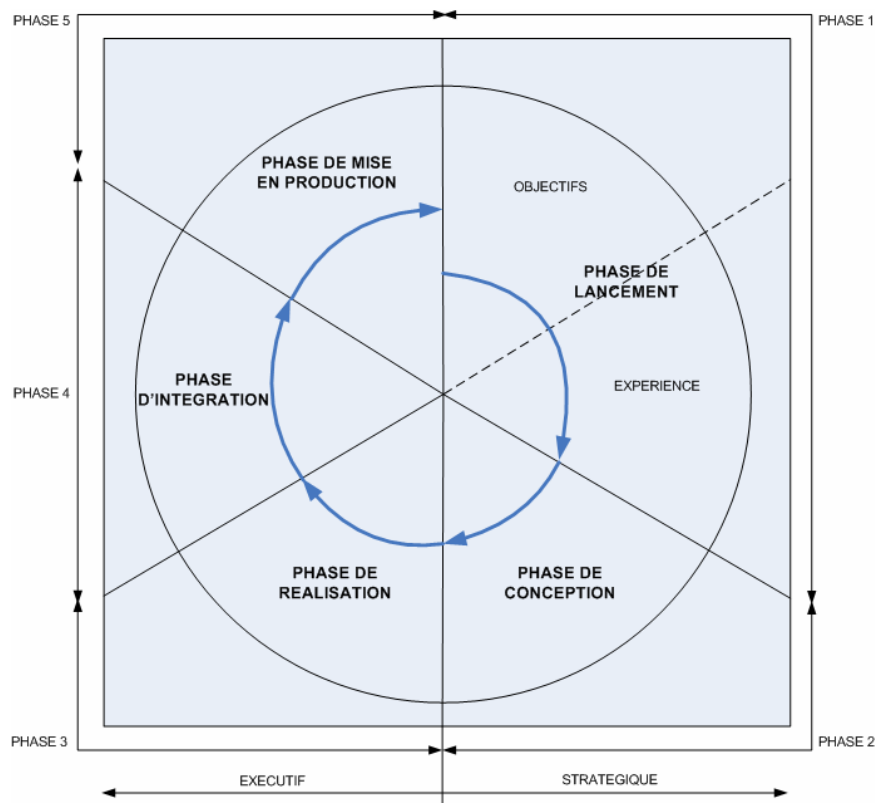 PHASE 5
PHASE 1
PHASE DE MISE
EN PRODUCTION
OBJECTIFS
PHASE DE
LANCEMENT
PHASE 4
PHASE
D'INTEGRATION
EXPERIENCE
PHASE DE
REALISATION
PHASE DE
CONCEPTION
PHASE 3
PHASE 2
EXECUTIF
STRATEGIQUE